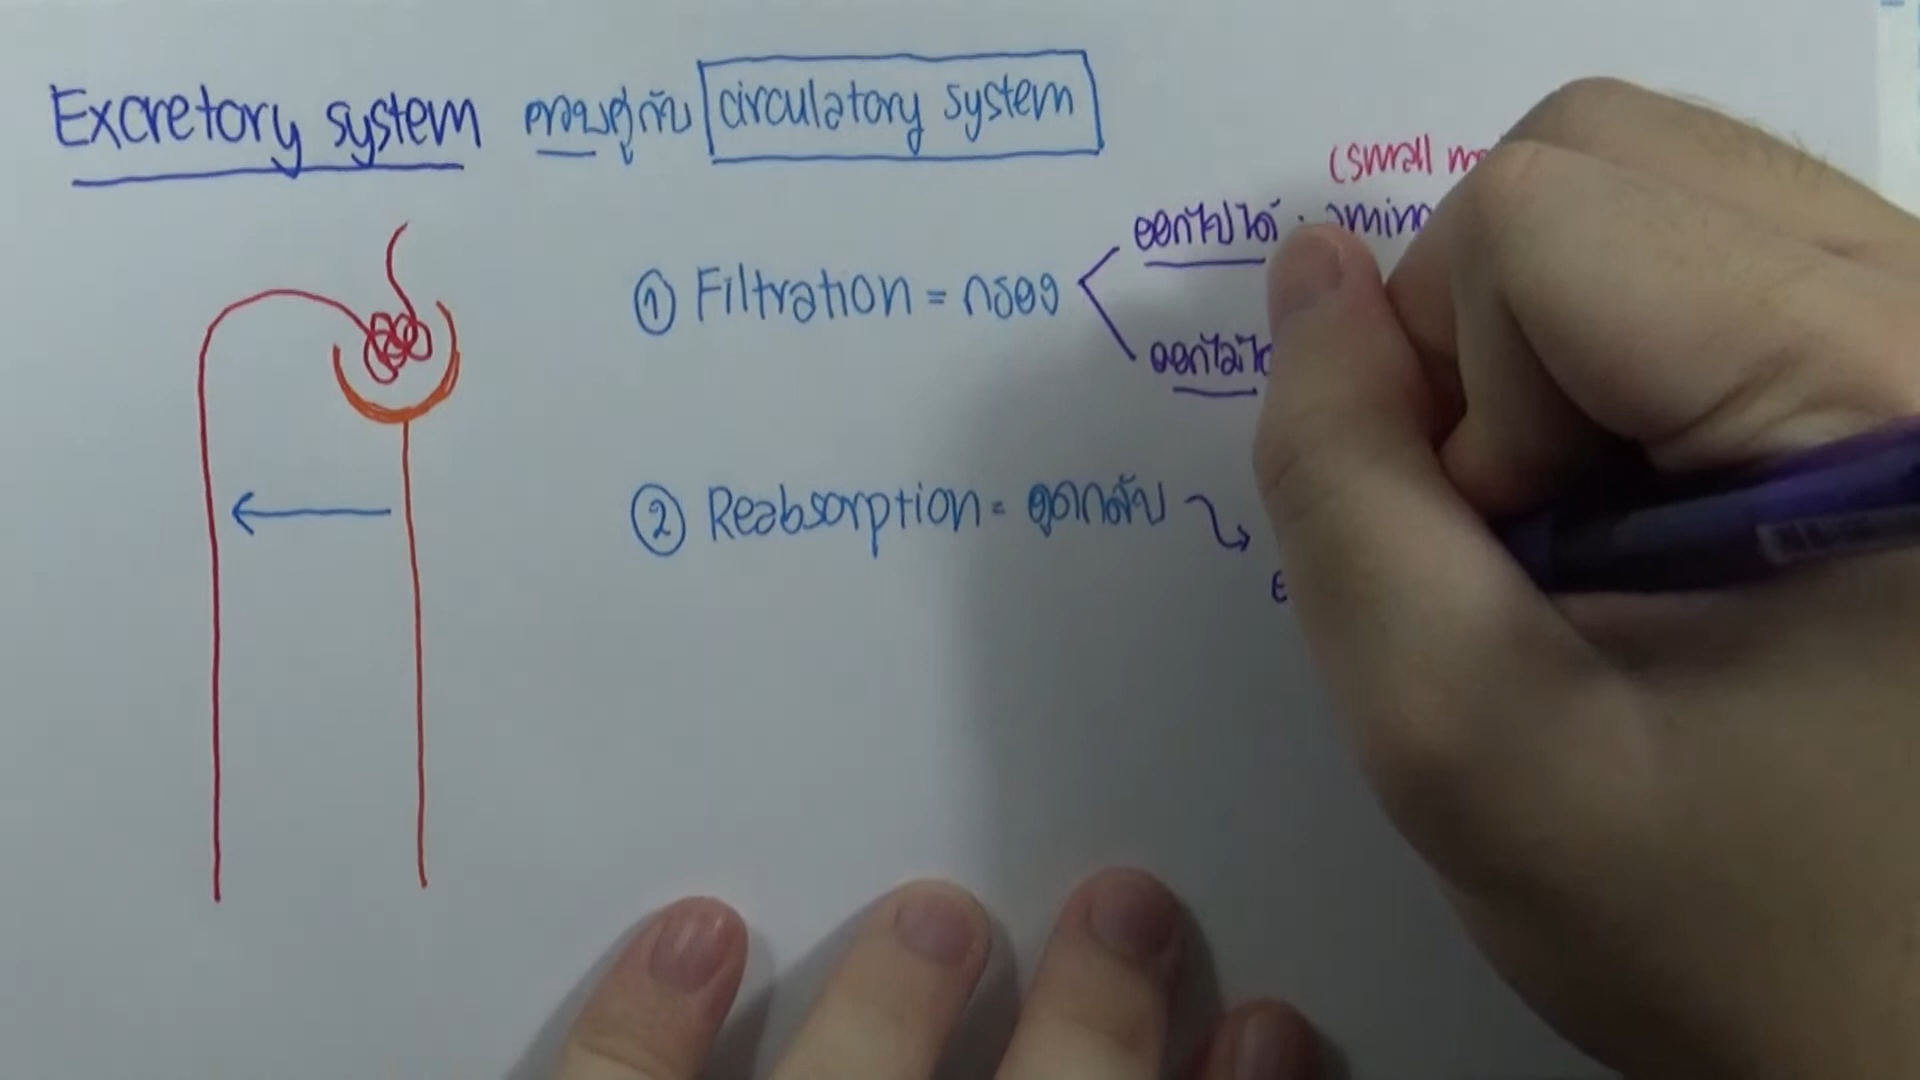 Excretory system ควบคู่กับ circulatory system
(small
ออกไปได้ :
① Filtration = กรอง
ออกไม่ได้
② Reabsorption = ดูดกลับ